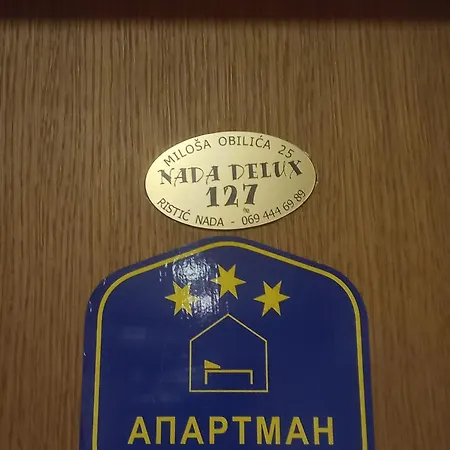 MILOŠA OBILIĆA 25
NADA DELUX
127
RISTIĆ NADA - 069 444 69 89
АПАРТМАН